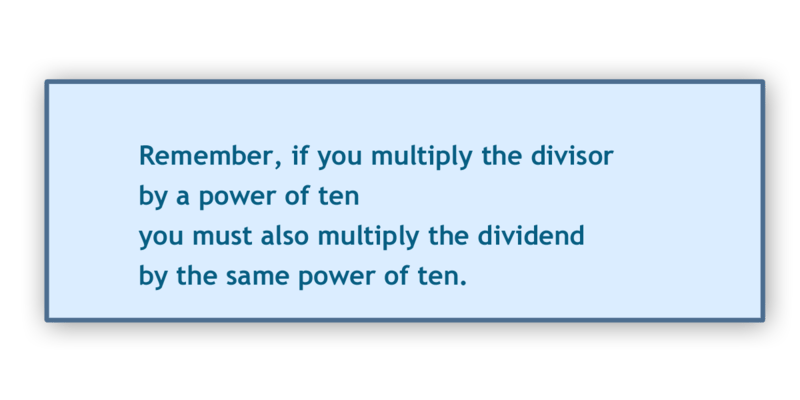 Remember, if you multiply the divisor
by a power of ten
you must also multiply the dividend
by the same power of ten.